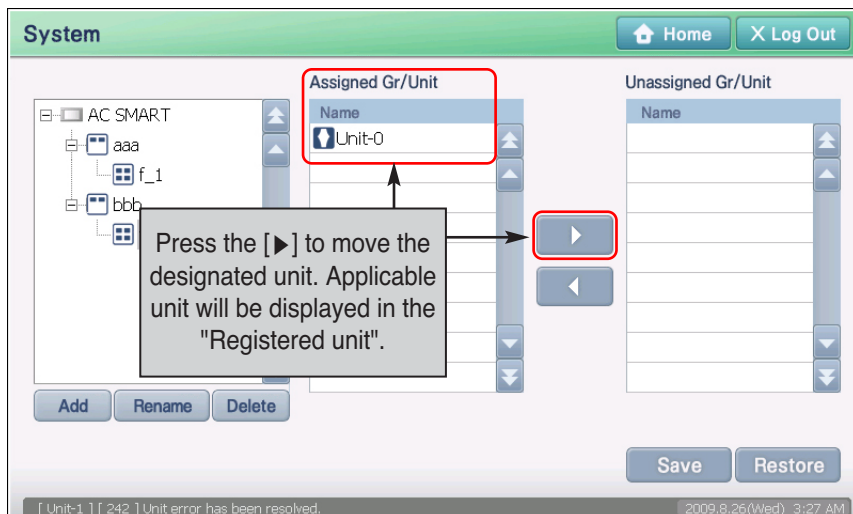 System
Home
X Log Out
Assigned Gr/Unit
Unassigned Gr/Unit
AC SMART
aaa
f_1
bbb
Name
Unit-0
Name
Press the [▶] to move the
designated unit. Applicable
unit will be displayed in the
"Registered unit".
Add
Rename
Delete
Save
Restore
[ Unit-1 ] [ 242 ] Unit error has been resolved.
2009.8.26(Wed) 3:27 AM